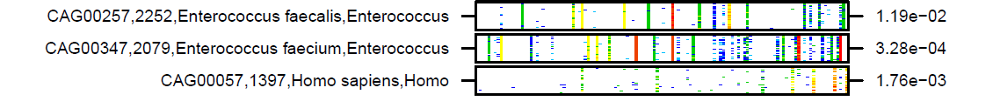 CAG00257,2252,Enterococcus faecalis,Enterococcus 1.19e−02
CAG00347,2079,Enterococcus faecium,Enterococcus 3.28e−04
CAG00057,1397,Homo sapiens,Homo 1.76e−03